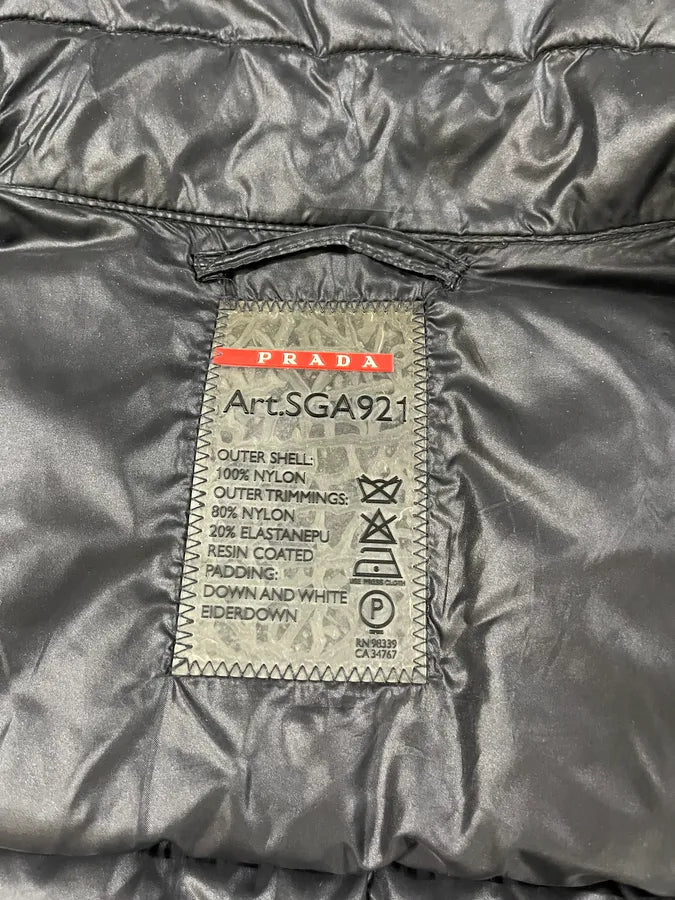 PRADA
Art.SGA921
OUTER SHELL:
100% NYLON
OUTER TRIMMINGS:
80% NYLON
20% ELASTANEPU
RESIN COATED
PADDING:
DOWN AND WHITE
EIDERDOWN
USE PRESS CLOTH
P
RN 98339
CA 34767